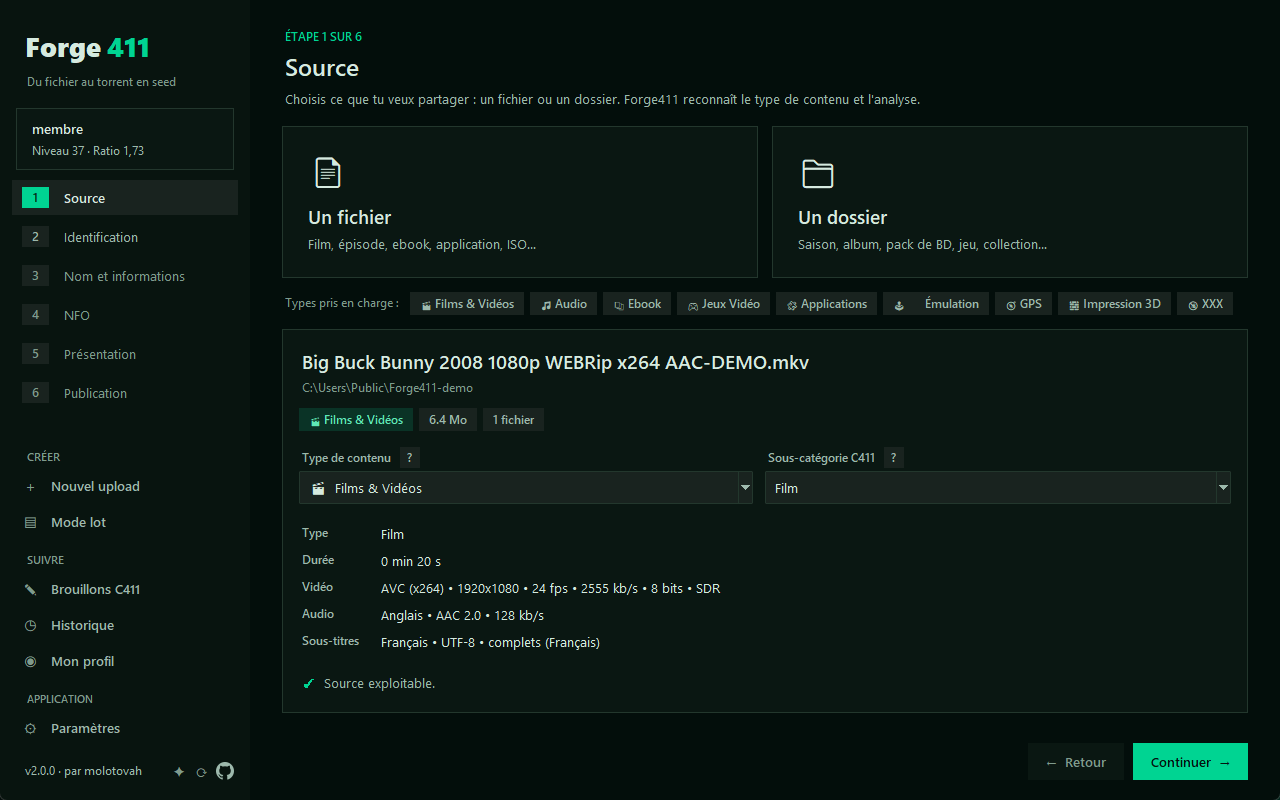 Forge 411
Du fichier au torrent en seed
membre
Niveau 37 · Ratio 1,73
1 Source
2 Identification
3 Nom et informations
4 NFO
5 Présentation
6 Publication
CRÉER
+ Nouvel upload
Mode lot
SUIVRE
Brouillons C411
Historique
Mon profil
APPLICATION
Paramètres
v2.0.0 · par molotovah
ÉTAPE 1 SUR 6
Source
Choisis ce que tu veux partager : un fichier ou un dossier. Forge411 reconnaît le type de contenu et l'analyse.
Un fichier
Film, épisode, ebook, application, ISO...
Un dossier
Saison, album, pack de BD, jeu, collection...
Types pris en charge : Films & Vidéos Audio Ebook Jeux Vidéo Applications Émulation GPS Impression 3D XXX
Big Buck Bunny 2008 1080p WEBRip x264 AAC-DEMO.mkv
C:\Users\Public\Forge411-demo
Films & Vidéos 6.4 Mo 1 fichier
Type de contenu ? Sous-catégorie C411 ?
Films & Vidéos Film
Type Film
Durée 0 min 20 s
Vidéo AVC (x264) • 1920x1080 • 24 fps • 2555 kb/s • 8 bits • SDR
Audio Anglais • AAC 2.0 • 128 kb/s
Sous-titres Français • UTF-8 • complets (Français)
✓ Source exploitable.
← Retour Continuer →